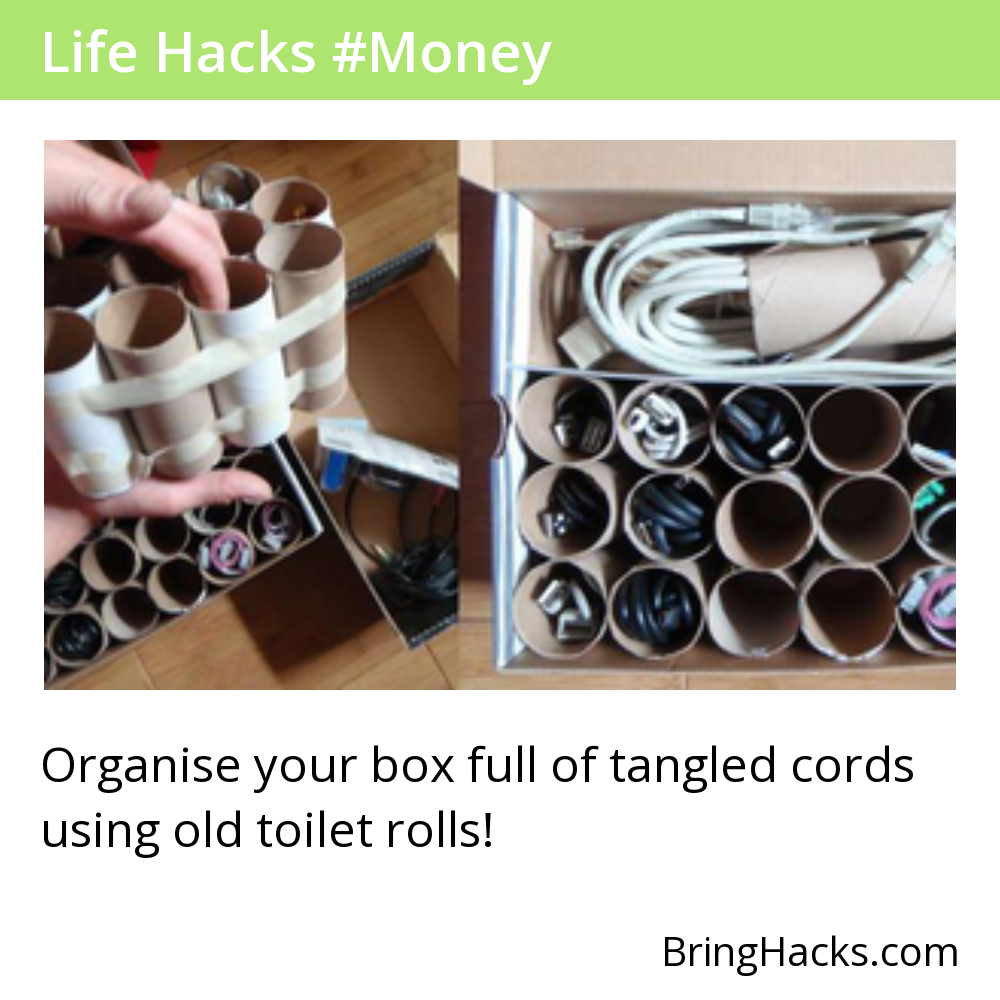 Life Hacks #Money
Organise your box full of tangled cords
using old toilet rolls!
BringHacks.com